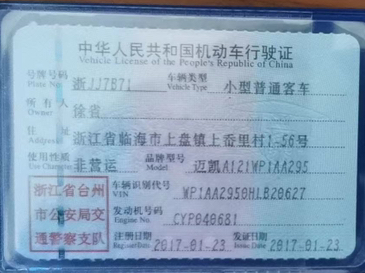 中华人民共和国机动车行驶证
Vehicle License of the People's Republic of China
号牌号码 浙JJ7B71 车辆类型 小型普通客车
Plate No. Vehicle Type
所有人 徐省
Owner
住址 浙江省临海市上盘镇上岙里村1-56号
Address
使用性质 非营运 品牌型号 迈凯A121WP1AA295
Use Character Model
浙江省台州
市公安局交
通警察支队
车辆识别代号 WP1AA2950HLB20627
VIN
发动机号码 CYP040681
Engine No.
注册日期 2017-01-23 发证日期 2017-01-23
Register Date Issue Date